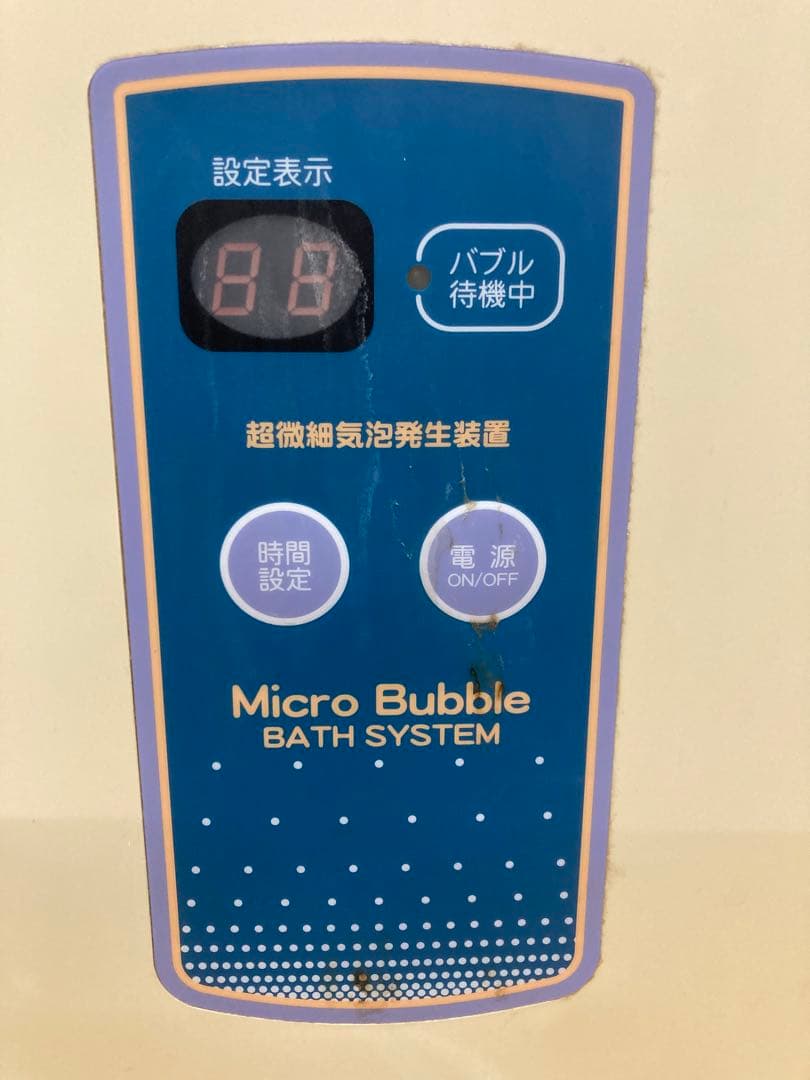 設定表示
88
バブル
待機中
超微細気泡発生装置
時間
設定
電 源
ON/OFF
Micro Bubble
BATH SYSTEM